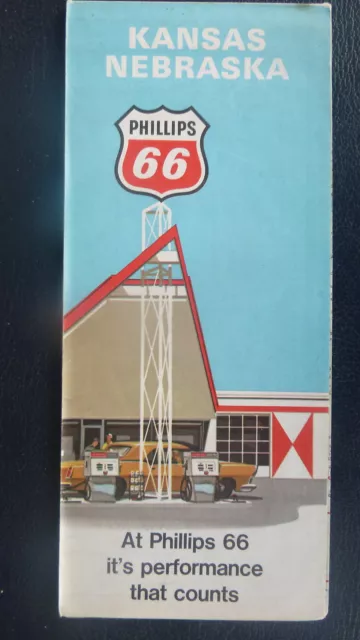 KANSAS
NEBRASKA
PHILLIPS
66
At Phillips 66
it's performance
that counts